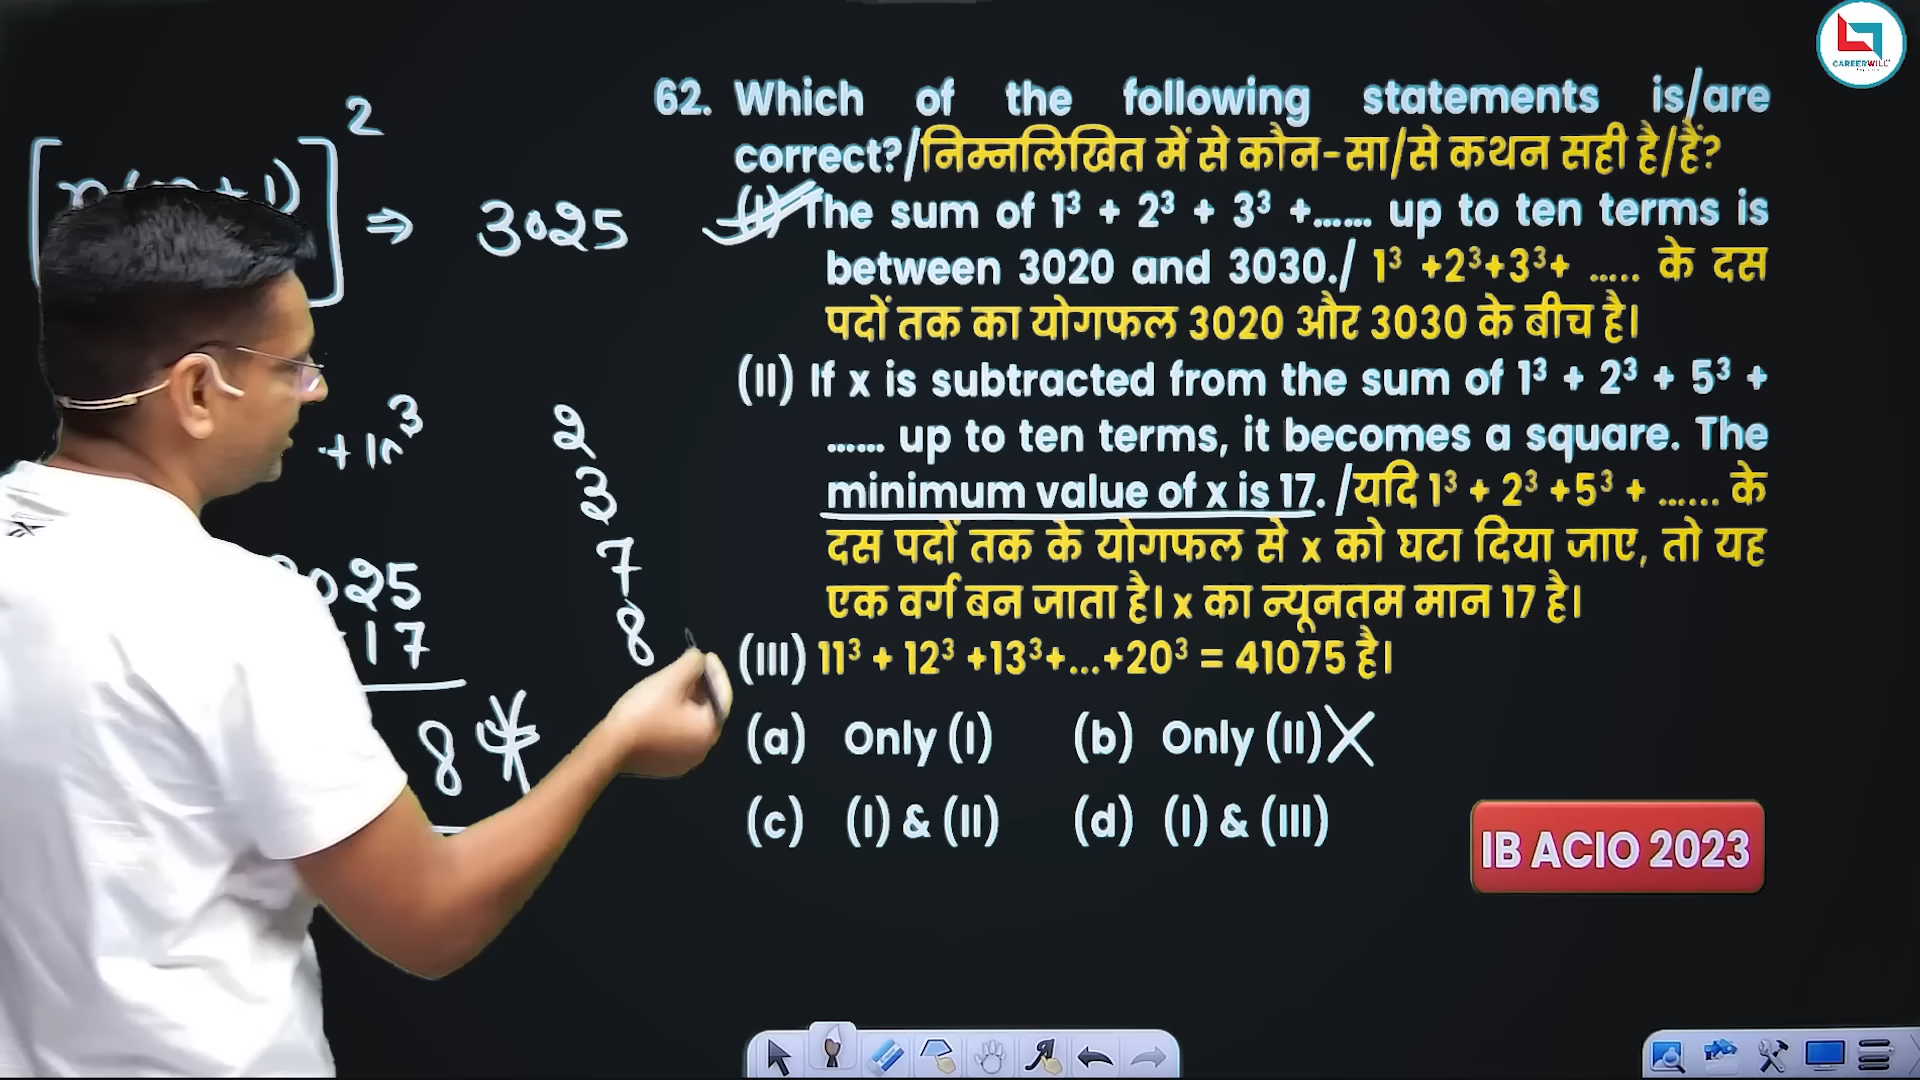 CAREERWILL
62. Which of the following statements is/are
correct?/निम्नलिखित में से कौन-सा/से कथन सही है/हैं?
(I) The sum of 1³ + 2³ + 3³ +...... up to ten terms is
between 3020 and 3030./ 1³ +2³+3³+ ..... के दस
पदों तक का योगफल 3020 और 3030 के बीच है।
(II) If x is subtracted from the sum of 1³ + 2³ + 5³ +
...... up to ten terms, it becomes a square. The
minimum value of x is 17. /यदि 1³ + 2³ +5³ + ...... के
दस पदों तक के योगफल से x को घटा दिया जाए, तो यह
एक वर्ग बन जाता है। x का न्यूनतम मान 17 है।
(III) 11³ + 12³ +13³+...+20³ = 41075 है।
(a) Only (I) (b) Only (II)
(c) (I) & (II) (d) (I) & (III)
IB ACIO 2023
2
⇒ 3025
2
3
7
8
025
17
8